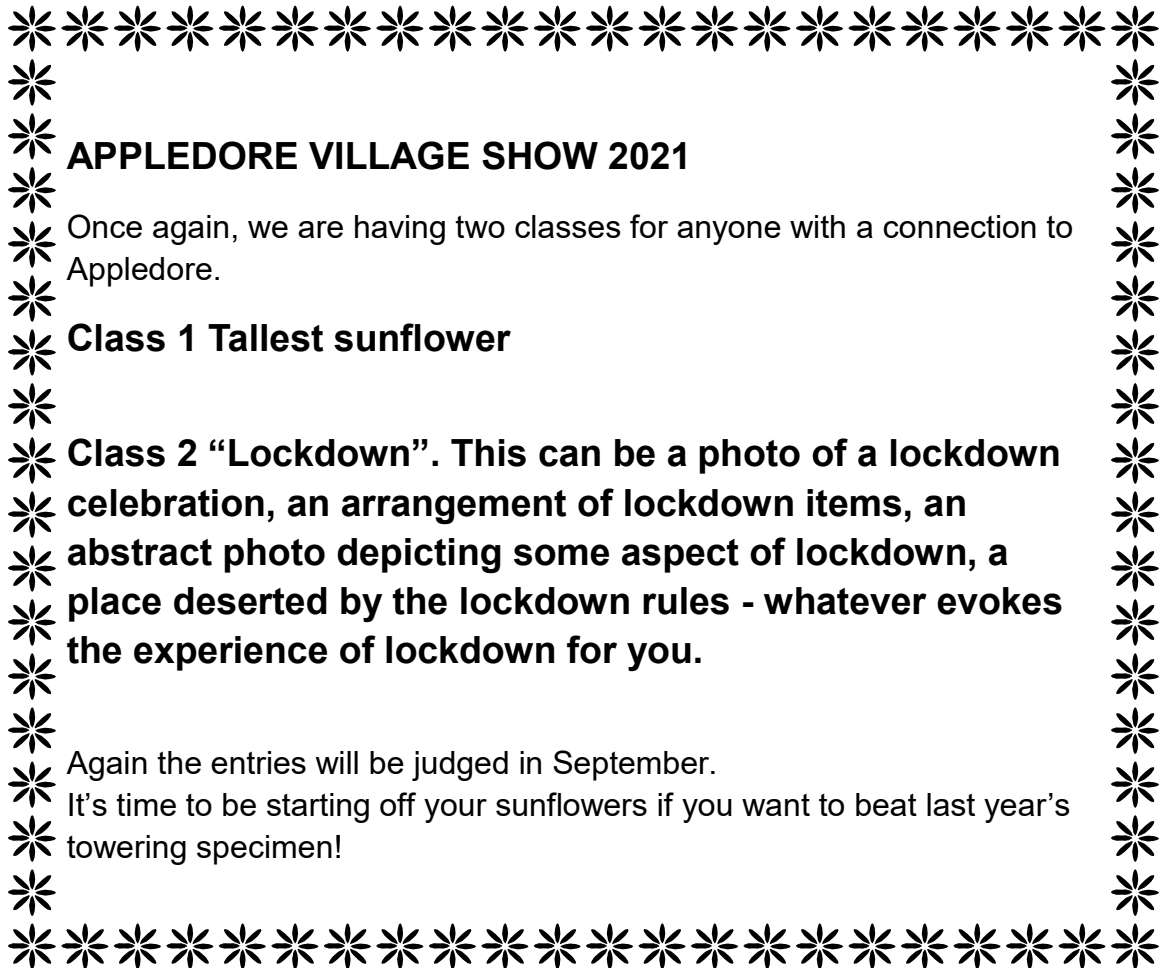 APPLEDORE VILLAGE SHOW 2021
Once again, we are having two classes for anyone with a connection to
Appledore.
Class 1 Tallest sunflower
Class 2 “Lockdown”. This can be a photo of a lockdown
celebration, an arrangement of lockdown items, an
abstract photo depicting some aspect of lockdown, a
place deserted by the lockdown rules - whatever evokes
the experience of lockdown for you.
Again the entries will be judged in September.
It’s time to be starting off your sunflowers if you want to beat last year’s
towering specimen!